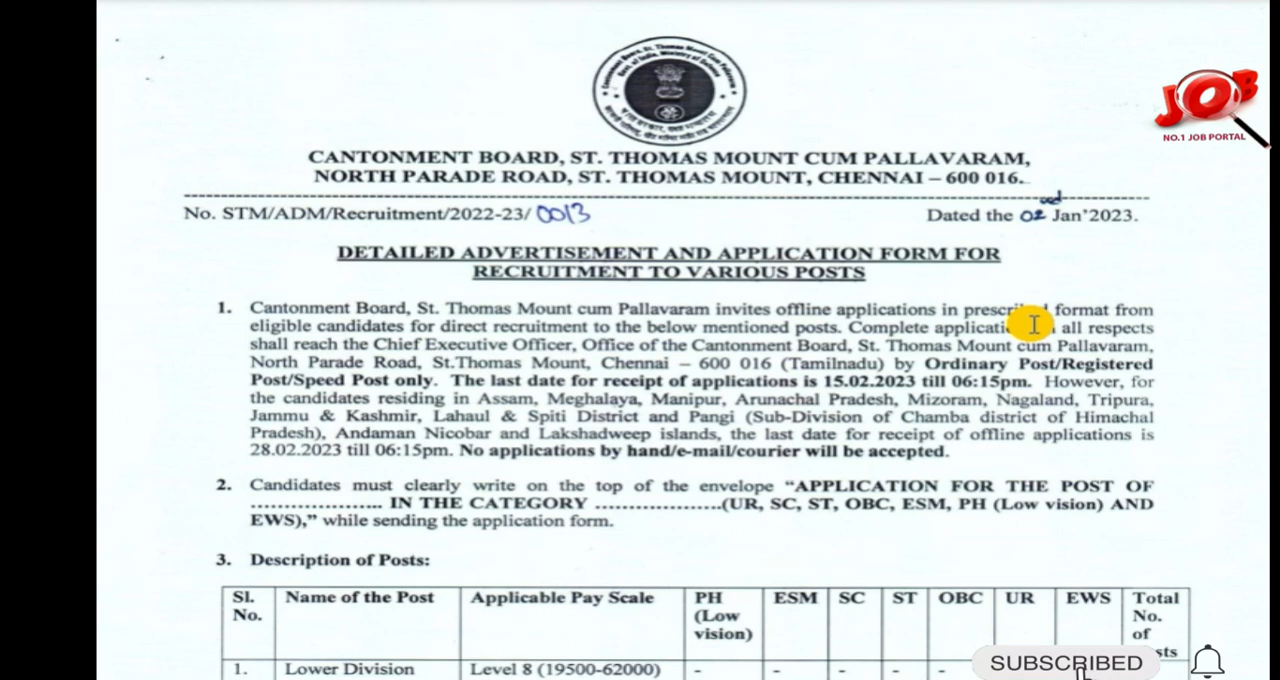 JOB
NO.1 JOB PORTAL
CANTONMENT BOARD, ST. THOMAS MOUNT CUM PALLAVARAM,
NORTH PARADE ROAD, ST. THOMAS MOUNT, CHENNAI – 600 016.
No. STM/ADM/Recruitment/2022-23/ 0013
Dated the 02nd Jan'2023.
DETAILED ADVERTISEMENT AND APPLICATION FORM FOR
RECRUITMENT TO VARIOUS POSTS
1. Cantonment Board, St. Thomas Mount cum Pallavaram invites offline applications in format from
eligible candidates for direct recruitment to the below mentioned posts. Complete all respects
shall reach the Chief Executive Officer, Office of the Cantonment Board, St. Thomas Mount cum Pallavaram,
North Parade Road, St.Thomas Mount, Chennai – 600 016 (Tamilnadu) by Ordinary Post/Registered
Post/Speed Post only. The last date for receipt of applications is 15.02.2023 till 06:15pm. However, for
the candidates residing in Assam, Meghalaya, Manipur, Arunachal Pradesh, Mizoram, Nagaland, Tripura,
Jammu & Kashmir, Lahaul & Spiti District and Pangi (Sub-Division of Chamba district of Himachal
Pradesh), Andaman Nicobar and Lakshadweep islands, the last date for receipt of offline applications is
28.02.2023 till 06:15pm. No applications by hand/e-mail/courier will be accepted.
2. Candidates must clearly write on the top of the envelope “APPLICATION FOR THE POST OF
.................... IN THE CATEGORY ...................(UR, SC, ST, OBC, ESM, PH (Low vision) AND
EWS),” while sending the application form.
3. Description of Posts:
Sl. No. Name of the Post Applicable Pay Scale PH (Low vision) ESM SC ST OBC UR EWS Total No. of
1. Lower Division Level 8 (19500-62000) - - - - -
SUBSCRIBED